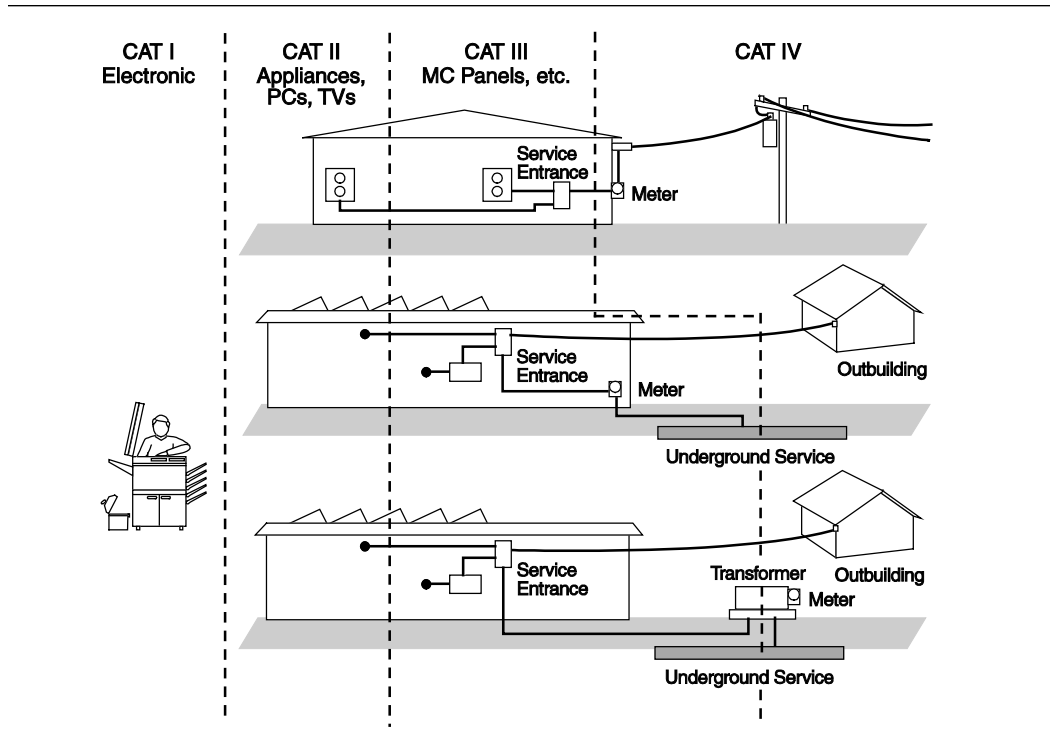 CAT I
Electronic
CAT II
Appliances,
PCs, TVs
CAT III
MC Panels, etc.
CAT IV
Service
Entrance
Meter
Service
Entrance
Meter
Outbuilding
Underground Service
Service
Entrance
Transformer
Meter
Outbuilding
Underground Service